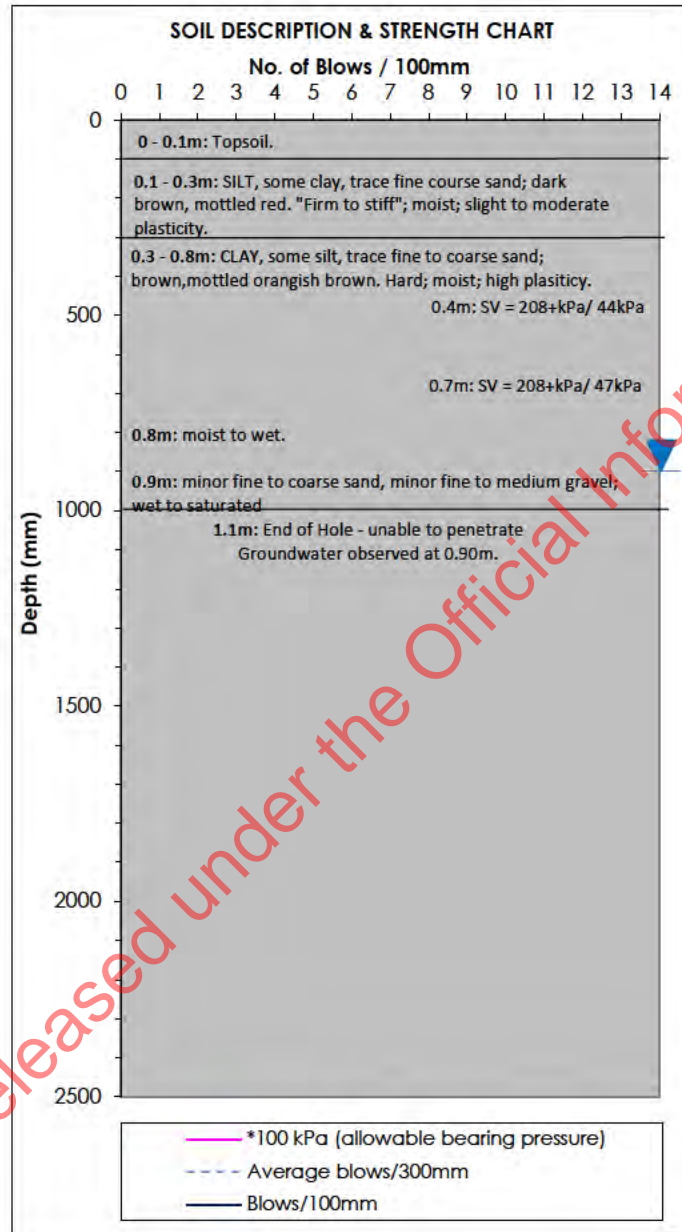 SOIL DESCRIPTION & STRENGTH CHART
No. of Blows / 100mm
0 1 2 3 4 5 6 7 8 9 10 11 12 13 14
0
0 - 0.1m: Topsoil.
0.1 - 0.3m: SILT, some clay, trace fine course sand; dark
brown, mottled red. "Firm to stiff"; moist; slight to moderate
plasticity.
0.3 - 0.8m: CLAY, some silt, trace fine to coarse sand;
brown,mottled orangish brown. Hard; moist; high plasiticy.
0.4m: SV = 208+kPa/ 44kPa
500
0.7m: SV = 208+kPa/ 47kPa
0.8m: moist to wet.
0.9m: minor fine to coarse sand, minor fine to medium gravel;
wet to saturated
1000
1.1m: End of Hole - unable to penetrate
Groundwater observed at 0.90m.
Depth (mm)
1500
2000
2500
*100 kPa (allowable bearing pressure)
Average blows/300mm
Blows/100mm
eleased under the Official Infor